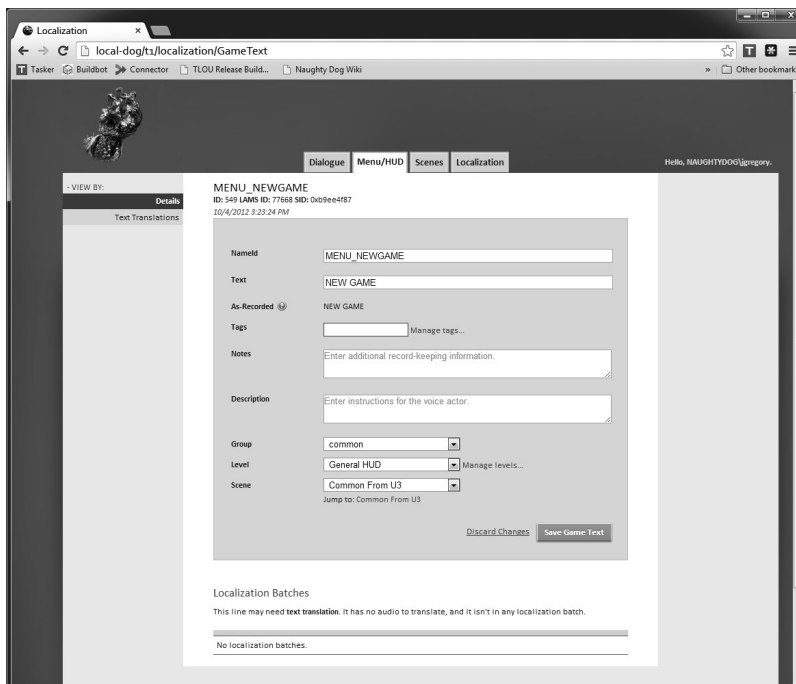 Localization
local-dog/t1/localization/GameText
Tasker Buildbot Connector TLOU Release Build... Naughty Dog Wiki » Other bookmark
Dialogue Menu/HUD Scenes Localization Hello, NAUGHTYDOG\jgregory.
- VIEW BY:
Details
Text Translations
MENU_NEWGAME
ID: 549 LAMS ID: 77668 SID: 0xb9ee4f87
10/4/2012 3:23:24 PM
NameId MENU_NEWGAME
Text NEW GAME
As-Recorded NEW GAME
Tags Manage tags...
Notes Enter additional record-keeping information.
Description Enter instructions for the voice actor.
Group common
Level General HUD Manage levels...
Scene Common From U3
Jump to: Common From U3
Discard Changes Save Game Text
Localization Batches
This line may need text translation. It has no audio to translate, and it isn't in any localization batch.
No localization batches.